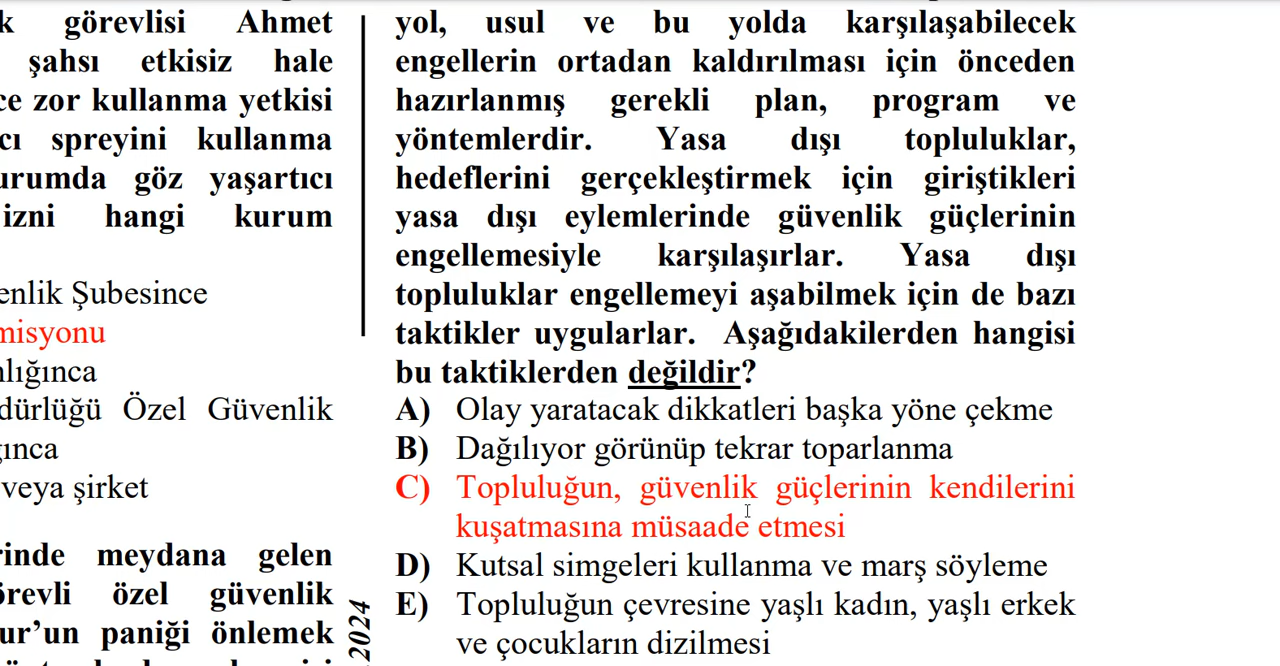 k görevlisi Ahmet
şahsı etkisiz hale
ce zor kullanma yetkisi
cı spreyini kullanma
urumda göz yaşartıcı
izni hangi kurum
enlik Şubesince
misyonu
nlığınca
dürlüğü Özel Güvenlik
ğınca
veya şirket
rinde meydana gelen
örevli özel güvenlik
ur’un paniği önlemek
2024
yol, usul ve bu yolda karşılaşabilecek
engellerin ortadan kaldırılması için önceden
hazırlanmış gerekli plan, program ve
yöntemlerdir. Yasa dışı topluluklar,
hedeflerini gerçekleştirmek için giriştikleri
yasa dışı eylemlerinde güvenlik güçlerinin
engellemesiyle karşılaşırlar. Yasa dışı
topluluklar engellemeyi aşabilmek için de bazı
taktikler uygularlar. Aşağıdakilerden hangisi
bu taktiklerden değildir?
A) Olay yaratacak dikkatleri başka yöne çekme
B) Dağılıyor görünüp tekrar toparlanma
C) Topluluğun, güvenlik güçlerinin kendilerini
kuşatmasına müsaade etmesi
D) Kutsal simgeleri kullanma ve marş söyleme
E) Topluluğun çevresine yaşlı kadın, yaşlı erkek
ve çocukların dizilmesi